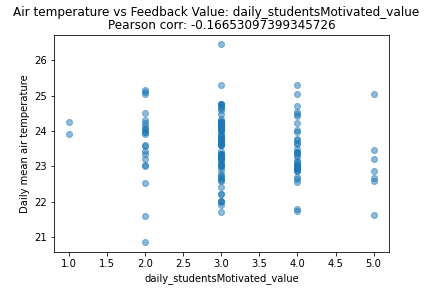 Air temperature vs Feedback Value: daily_studentsMotivated_value
Pearson corr: -0.16653097399345726
26
25
24
23
22
21
Daily mean air temperature
1.0 1.5 2.0 2.5 3.0 3.5 4.0 4.5 5.0
daily_studentsMotivated_value